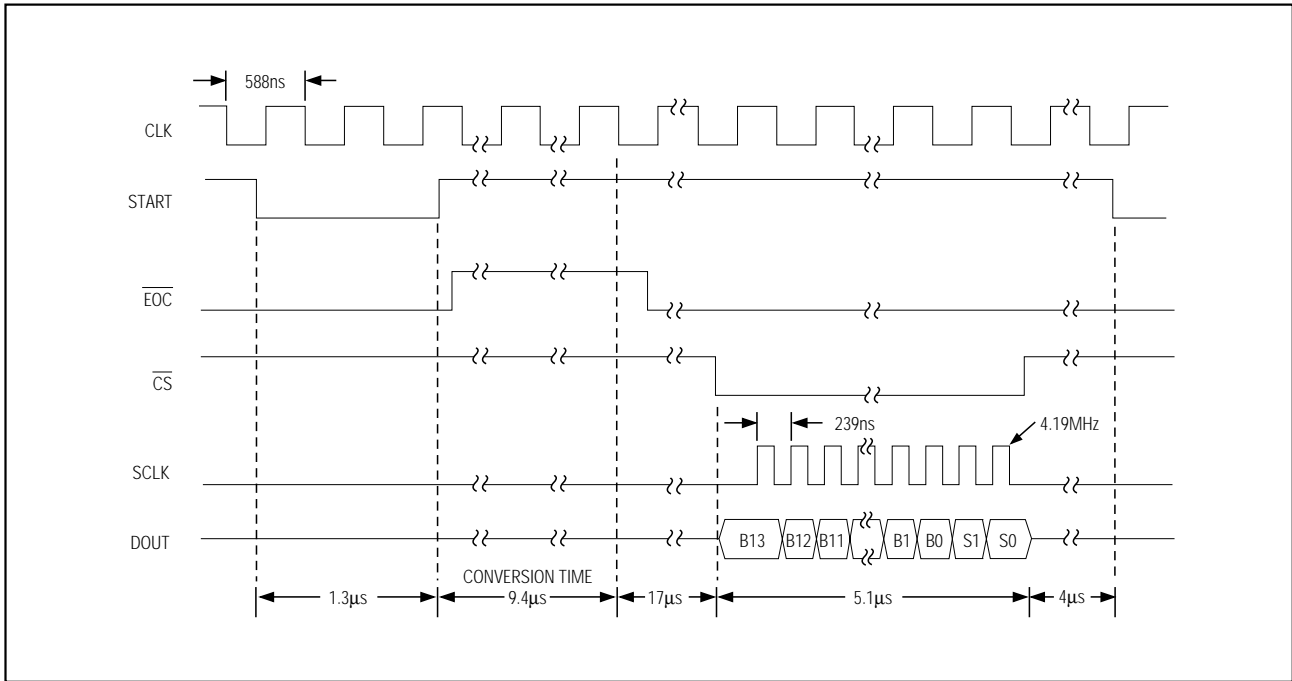 588ns
CLK
START
EOC
CS
239ns
4.19MHz
SCLK
DOUT
B13 B12 B11 B1 B0 S1 S0
CONVERSION TIME
1.3µs 9.4µs 17µs 5.1µs 4µs